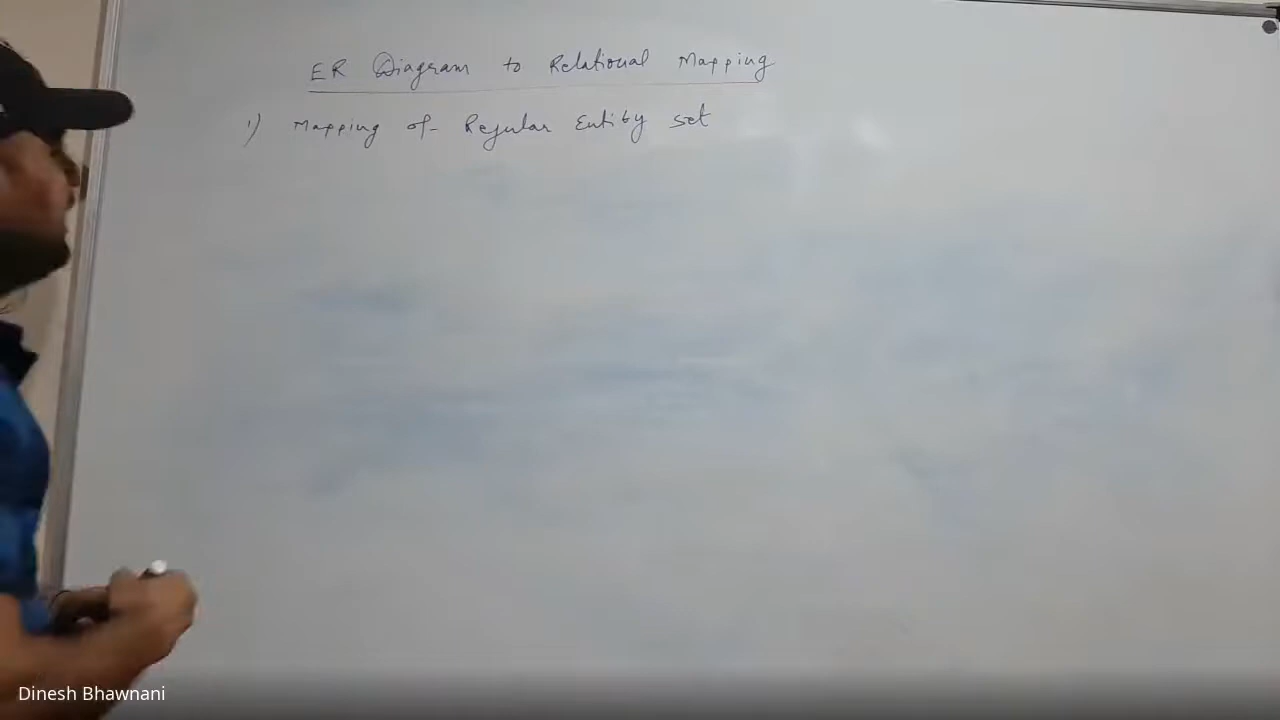 ER Diagram to Relational Mapping
1) Mapping of Regular Entity set
Dinesh Bhawnani